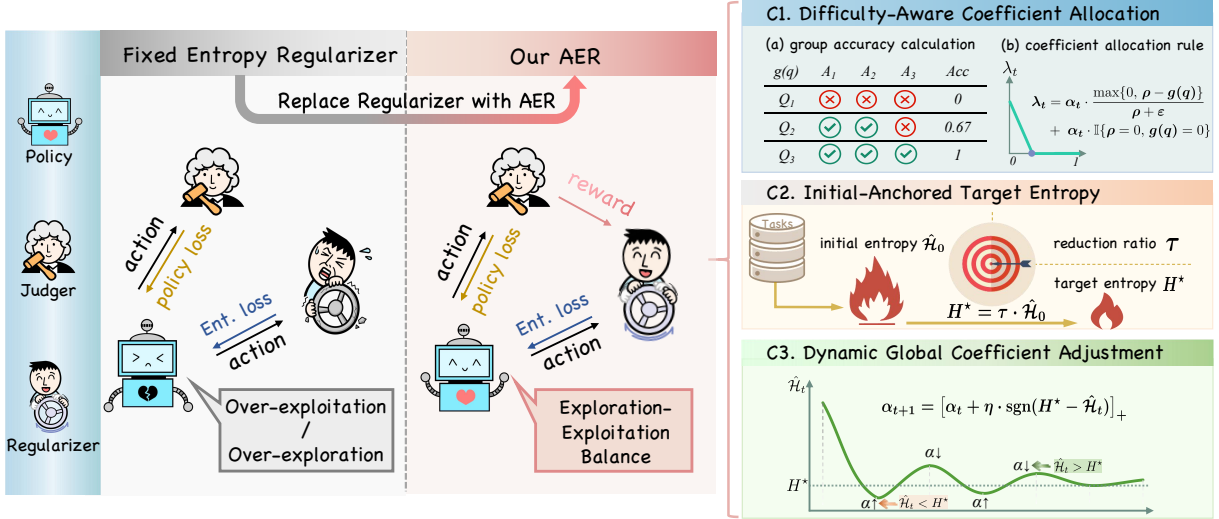 Fixed Entropy Regularizer
Our AER
Replace Regularizer with AER
Policy
Judger
Regularizer
action
policy loss
Ent. loss
action
Over-exploitation
/
Over-exploration
reward
action
policy loss
Ent. loss
action
Exploration-
Exploitation
Balance
C1. Difficulty-Aware Coefficient Allocation
(a) group accuracy calculation
g(q) A₁ A₂ A₃ Acc
Q₁ 0
Q₂ 0.67
Q₃ 1
(b) coefficient allocation rule
λₜ
λₜ = αₜ · max{0, ρ − g(q)} / ρ + ε
+ αₜ · 𝕀{ρ = 0, g(q) = 0}
0 1
C2. Initial-Anchored Target Entropy
Tasks
initial entropy Ĥ₀
reduction ratio τ
target entropy H*
H* = τ · Ĥ₀
C3. Dynamic Global Coefficient Adjustment
Ĥₜ
αₜ₊₁ = [αₜ + η · sgn(H* − Ĥₜ)]₊
H*
α↑ Ĥₜ < H*
α↓
α↑
α↓ Ĥₜ > H*